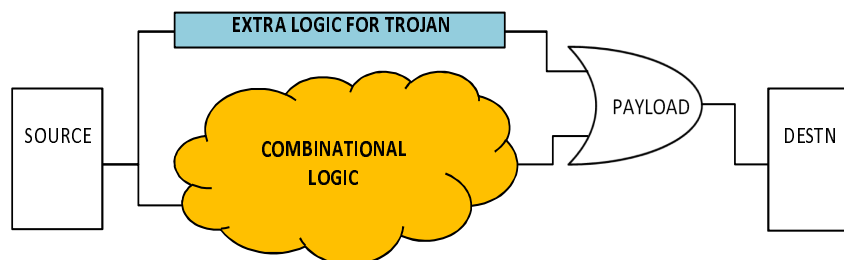 EXTRA LOGIC FOR TROJAN
SOURCE
COMBINATIONAL
LOGIC
PAYLOAD
DESTN